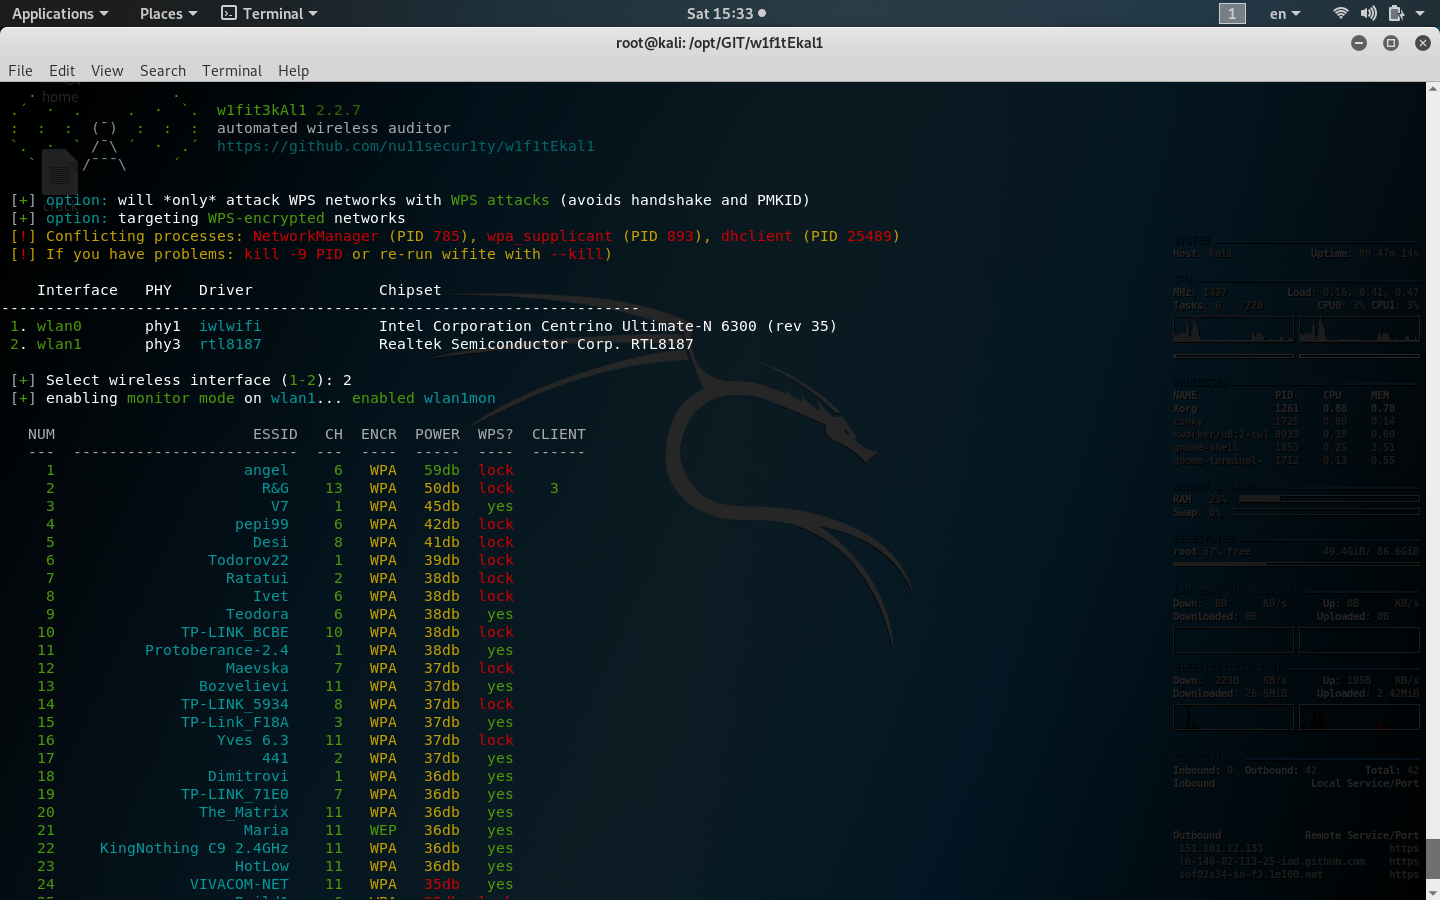 Applications Places Terminal Sat 15:33 1 en
root@kali: /opt/GIT/w1f1tEkal1
File Edit View Search Terminal Help
home
w1fit3kAl1 2.2.7
automated wireless auditor
https://github.com/nu11secur1ty/w1f1tEkal1
[+] option: will *only* attack WPS networks with WPS attacks (avoids handshake and PMKID)
[+] option: targeting WPS-encrypted networks
[!] Conflicting processes: NetworkManager (PID 785), wpa_supplicant (PID 893), dhclient (PID 25489)
[!] If you have problems: kill -9 PID or re-run wifite with --kill)
Interface PHY Driver Chipset
1. wlan0 phy1 iwlwifi Intel Corporation Centrino Ultimate-N 6300 (rev 35)
2. wlan1 phy3 rtl8187 Realtek Semiconductor Corp. RTL8187
[+] Select wireless interface (1-2): 2
[+] enabling monitor mode on wlan1... enabled wlan1mon
NUM ESSID CH ENCR POWER WPS? CLIENT
1 angel 6 WPA 59db lock
2 R&G 13 WPA 50db lock 3
3 V7 1 WPA 45db yes
4 pepi99 6 WPA 42db lock
5 Desi 8 WPA 41db lock
6 Todorov22 1 WPA 39db lock
7 Ratatui 2 WPA 38db lock
8 Ivet 6 WPA 38db lock
9 Teodora 6 WPA 38db yes
10 TP-LINK_BCBE 10 WPA 38db lock
11 Protoberance-2.4 1 WPA 38db yes
12 Maevska 7 WPA 37db lock
13 Bozvelievi 11 WPA 37db yes
14 TP-LINK_5934 8 WPA 37db lock
15 TP-Link_F18A 3 WPA 37db yes
16 Yves 6.3 11 WPA 37db lock
17 441 2 WPA 37db yes
18 Dimitrovi 1 WPA 36db yes
19 TP-LINK_71E0 7 WPA 36db yes
20 The_Matrix 11 WPA 36db yes
21 Maria 11 WEP 36db yes
22 KingNothing C9 2.4GHz 11 WPA 36db yes
23 HotLow 11 WPA 36db yes
24 VIVACOM-NET 11 WPA 35db yes
SYSTEM
Host: kali Uptime: 0h 47m 14s
CPU
MHz: 1437 Load: 0.16, 0.41, 0.47
Tasks: 0 /220 CPU0: 3% CPU1: 3%
PROCESSES
NAME PID CPU MEM
Xorg 1261 0.88 0.70
conky 1725 0.88 0.14
kworker/u8:2-iwl 8933 0.38 0.00
gnome-shell 1353 0.25 3.51
gnome-terminal- 1712 0.13 0.55
MEMORY & SWAP
RAM 23%
Swap 0%
FILESYSTEM
root 57% free 49.4GiB/ 86.6GiB
Down: 0B KB/s Up: 0B KB/s
Downloaded: 0B Uploaded: 0B
Down: 223B KB/s Up: 195B KB/s
Downloaded: 26.5MiB Uploaded: 2.42MiB
CONNECTIONS
Inbound: 0 Outbound: 42 Total: 42
Inbound Local Service/Port
Outbound Remote Service/Port
151.101.12.133 https
lb-140-82-113-25-iad.github.com https
sof02s34-in-f3.1e100.net https